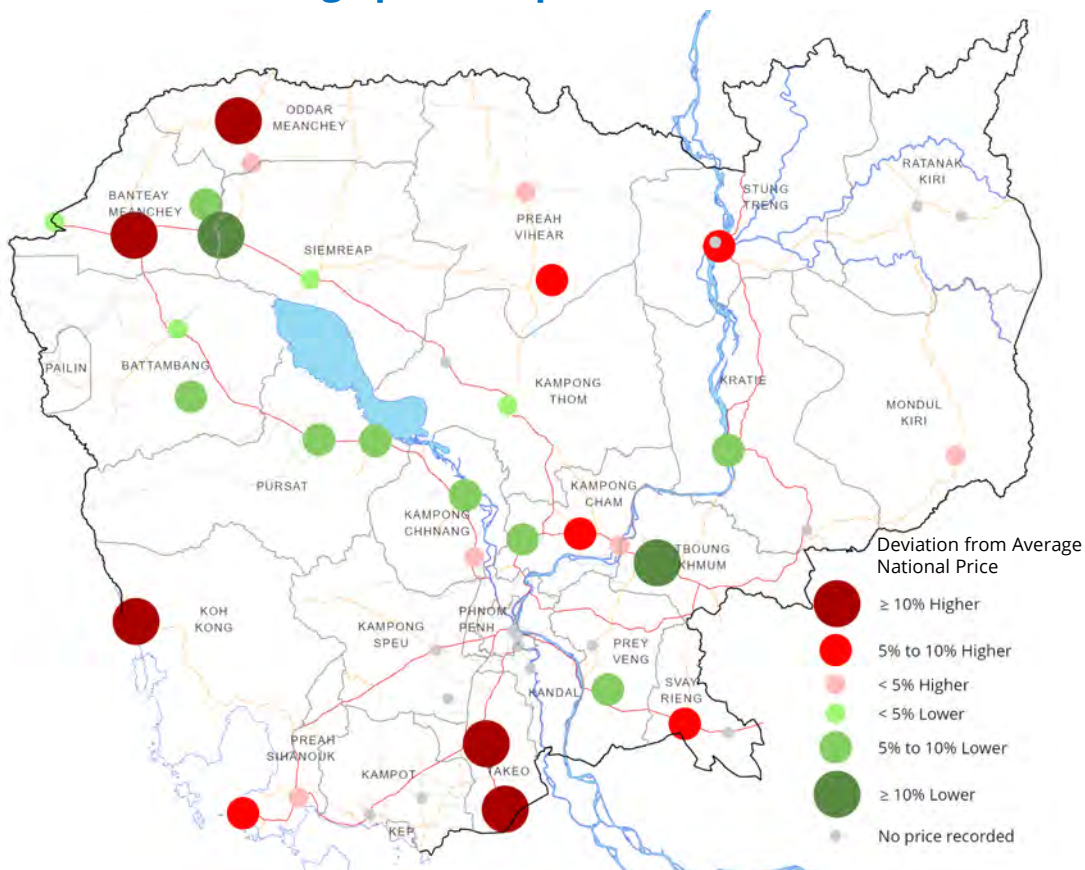 ODDAR
MEANCHEY
RATANAK
KIRI
BANTEAY
MEANCHEY
STUNG
TRENG
PREAH
VIHEAR
SIEMREAP
PAILIN
BATTAMBANG
KAMPONG
THOM
KRATIE
MONDUL
KIRI
PURSAT
KAMPONG
CHAM
KAMPONG
CHHNANG
TBOUNG
KHMUM
Deviation from Average
National Price
≥ 10% Higher
5% to 10% Higher
< 5% Higher
< 5% Lower
5% to 10% Lower
≥ 10% Lower
No price recorded
KOH
KONG
KAMPONG
SPEU
PHNOM
PENH
PREY
VENG
KANDAL
SVAY
RIENG
PREAH
SIHANOUK
KAMPOT
TAKEO
KEP